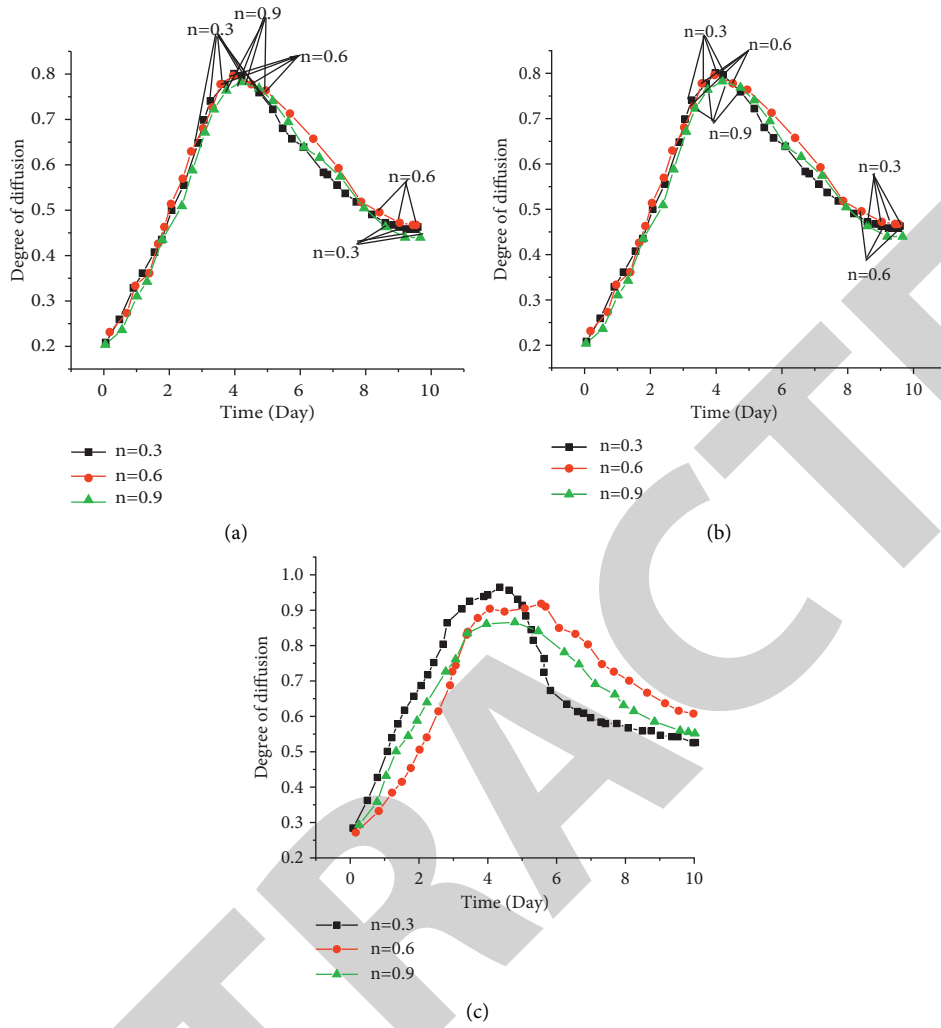 n=0.9
n=0.3
n=0.6
0.8
0.7
0.6
0.5
0.4
0.3
0.2
Degree of diffusion
n=0.6
n=0.3
0 2 4 6 8 10
Time (Day)
n=0.3
n=0.6
n=0.9
(a)
n=0.3
n=0.6
n=0.9
0.8
0.7
0.6
0.5
0.4
0.3
0.2
Degree of diffusion
n=0.3
n=0.6
0 2 4 6 8 10
Time (Day)
n=0.3
n=0.6
n=0.9
(b)
1.0
0.9
0.8
0.7
0.6
0.5
0.4
0.3
0.2
Degree of diffusion
0 2 4 6 8 10
Time (Day)
n=0.3
n=0.6
n=0.9
(c)
TRACTE